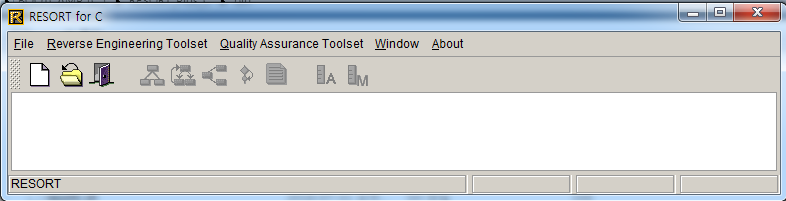 RESORT for C
File Reverse Engineering Toolset Quality Assurance Toolset Window About
A M
RESORT